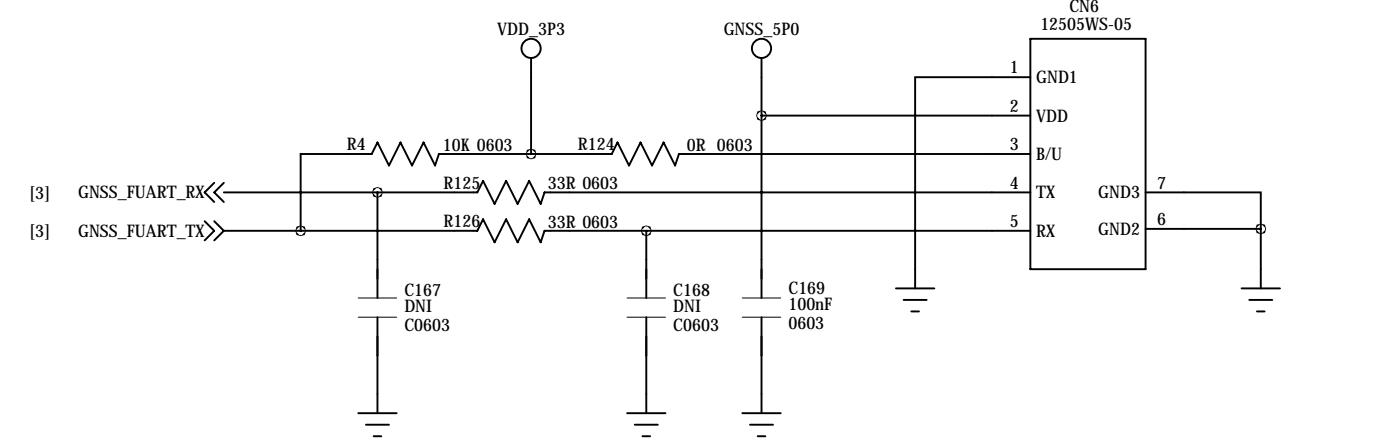 CN6
12505WS-05
VDD_3P3
GNSS_5P0
1
GND1
2
VDD
R4
10K 0603
R124
0R 0603
3
B/U
[3]
GNSS_FUART_RX
R125
33R 0603
4
TX
GND3
7
[3]
GNSS_FUART_TX
R126
33R 0603
5
RX
GND2
6
C167
DNI
C0603
C168
DNI
C0603
C169
100nF
0603